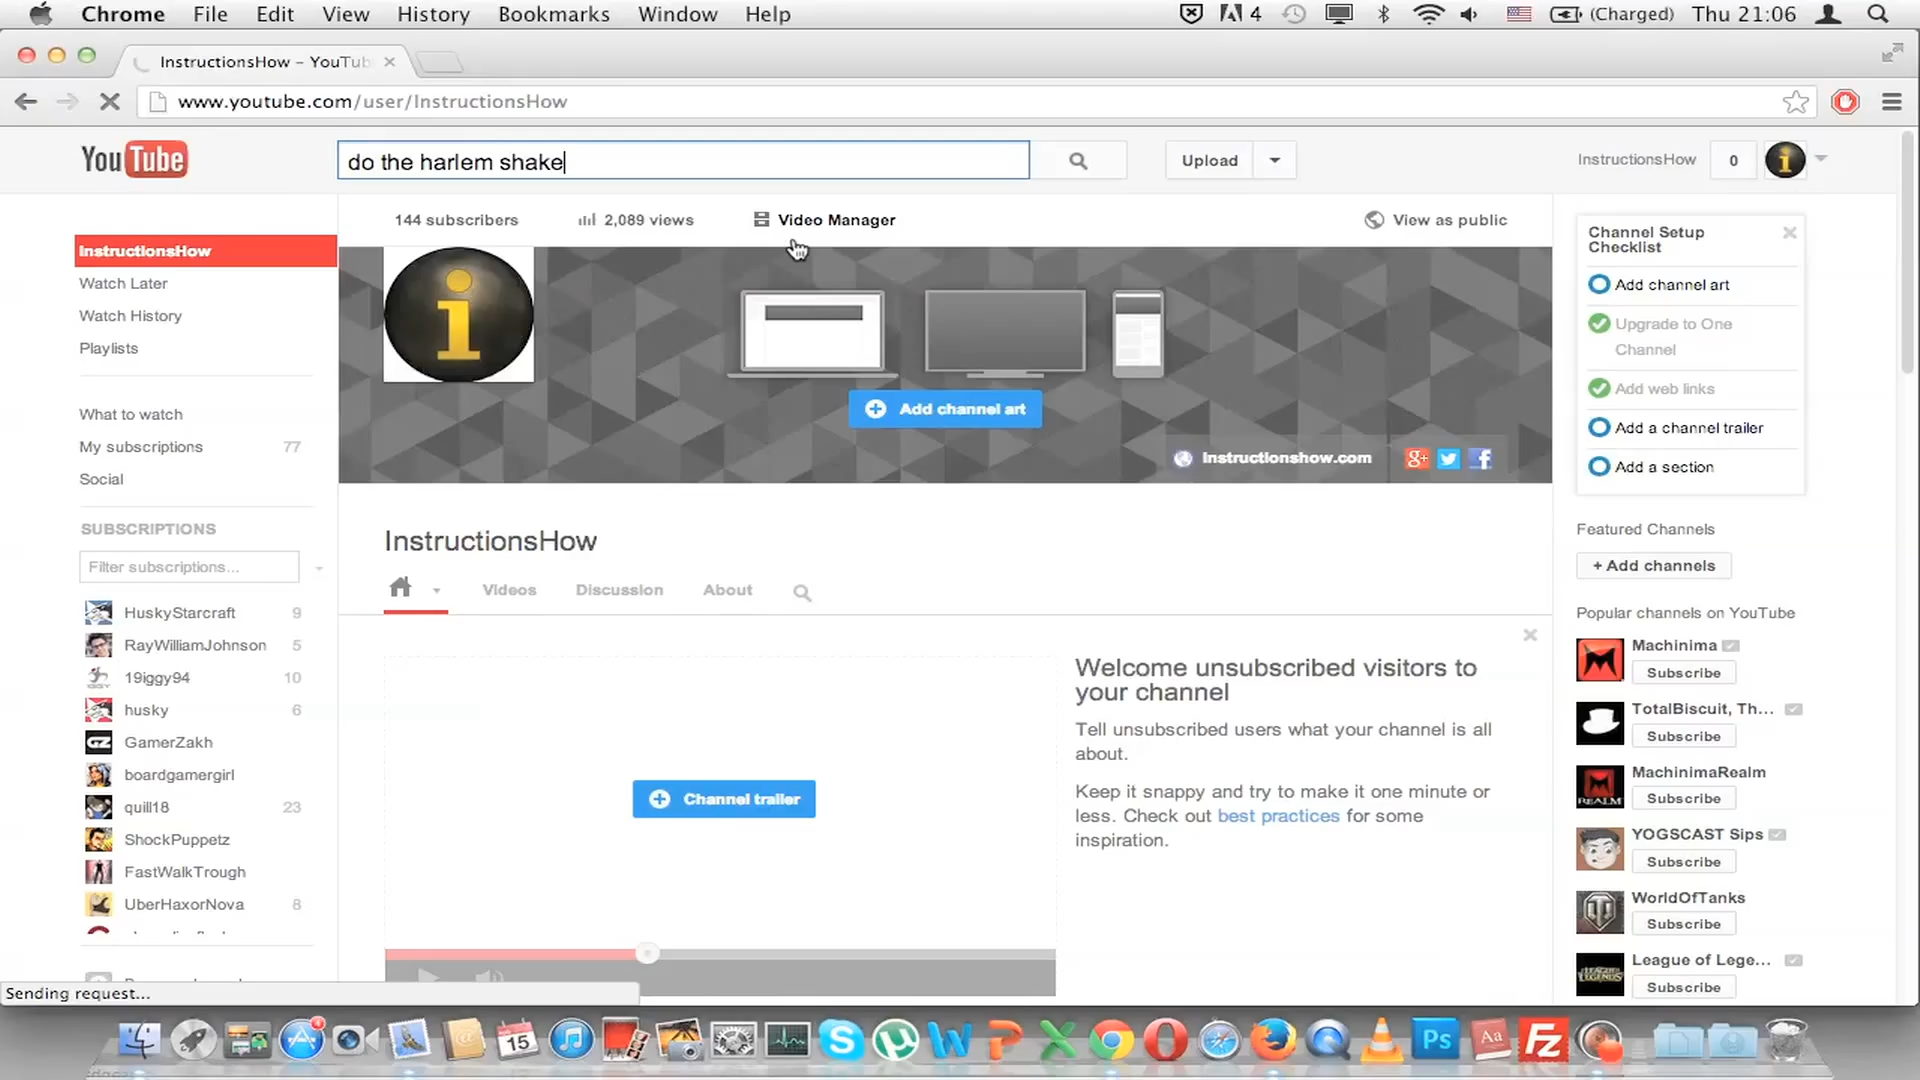 Chrome File Edit View History Bookmarks Window Help 4 (Charged) Thu 21:06
InstructionsHow – YouTub
www.youtube.com/user/InstructionsHow
YouTube do the harlem shake Upload InstructionsHow 0
144 subscribers 2,089 views Video Manager View as public
InstructionsHow
Watch Later
Watch History
Playlists
What to watch
My subscriptions 77
Social
SUBSCRIPTIONS
Filter subscriptions...
HuskyStarcraft 9
RayWilliamJohnson 5
19iggy94 10
husky 6
GamerZakh
boardgamergirl
quill18 23
ShockPuppetz
FastWalkTrough
UberHaxorNova 8
Add channel art
Instructionshow.com
InstructionsHow
Videos Discussion About
Channel trailer
Welcome unsubscribed visitors to
your channel
Tell unsubscribed users what your channel is all
about.
Keep it snappy and try to make it one minute or
less. Check out best practices for some
inspiration.
Channel Setup
Checklist
Add channel art
Upgrade to One
Channel
Add web links
Add a channel trailer
Add a section
Featured Channels
+ Add channels
Popular channels on YouTube
Machinima
Subscribe
TotalBiscuit, Th...
Subscribe
MachinimaRealm
Subscribe
YOGSCAST Sips
Subscribe
WorldOfTanks
Subscribe
League of Lege...
Subscribe
Sending request...